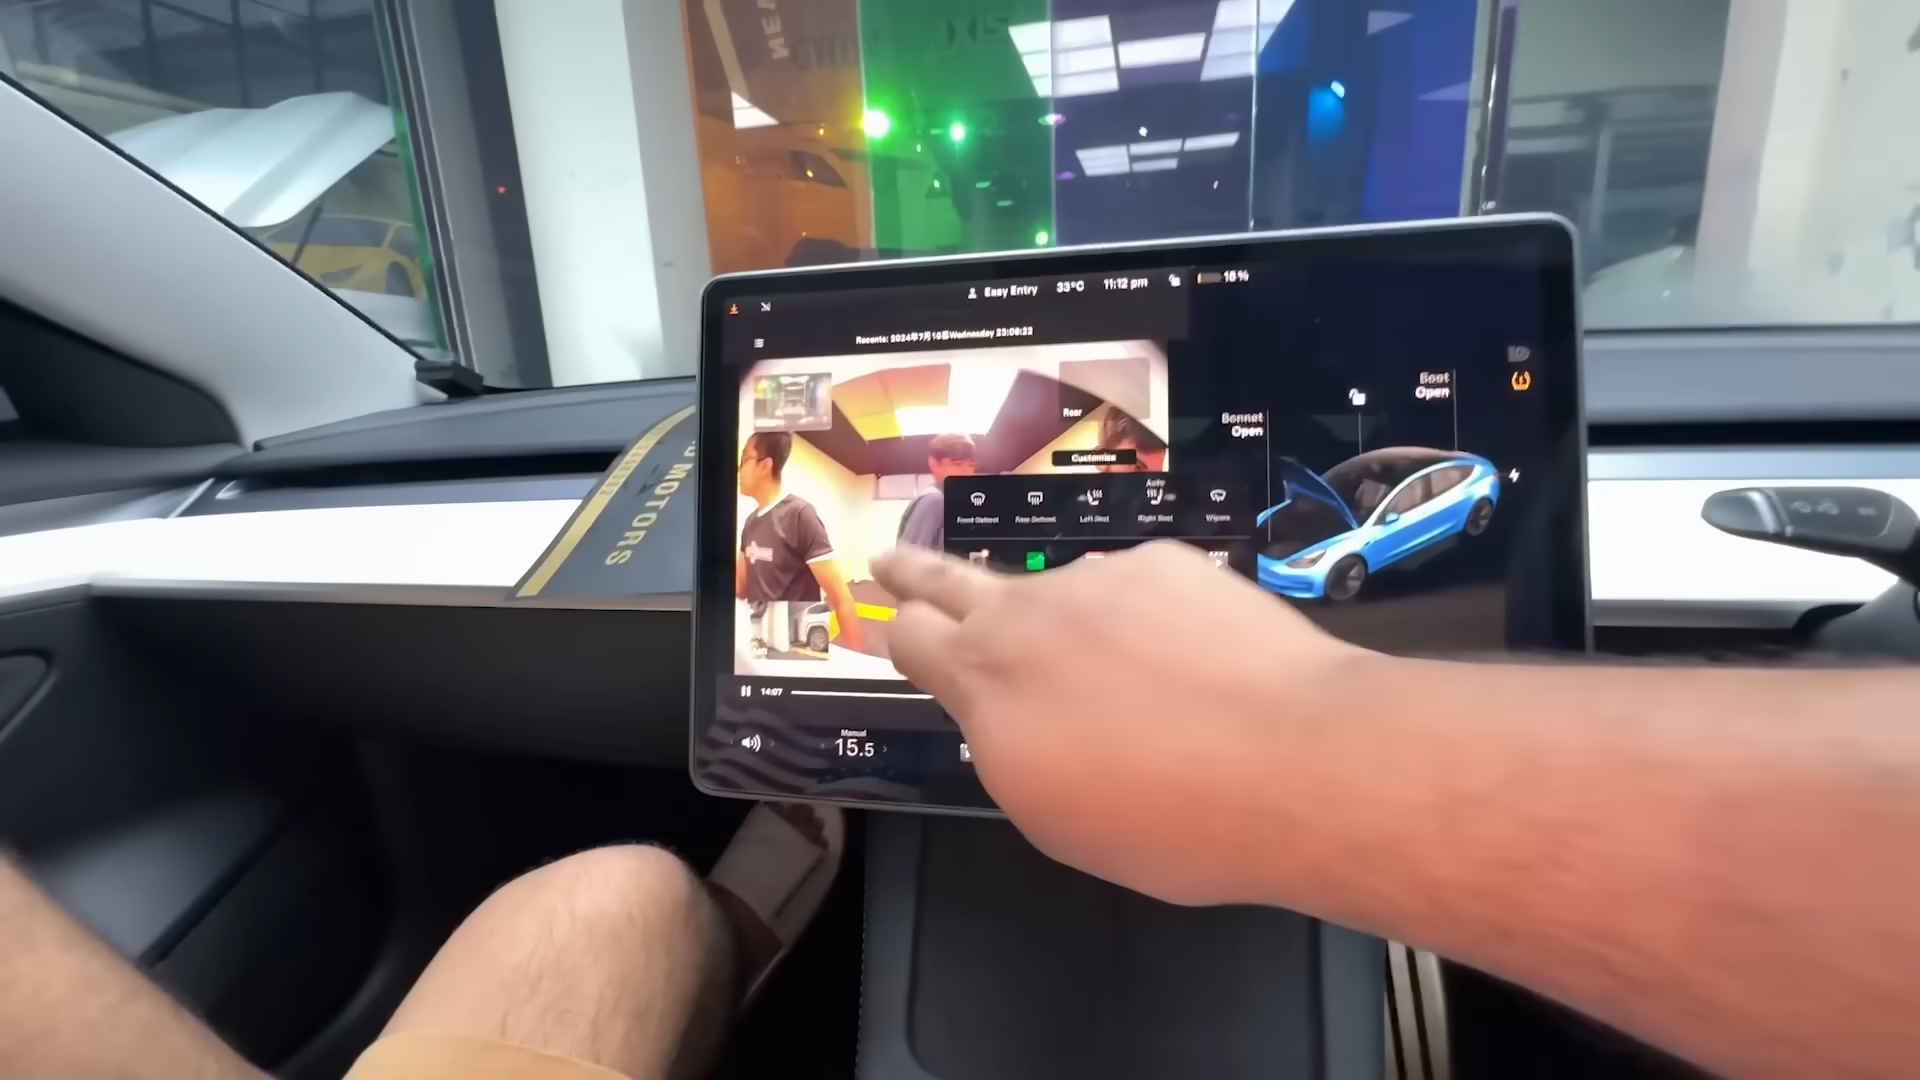 Easy Entry 33°C 11:12 pm 16 %
Recents: 2024年7月10日Wednesday 23:06:22
Rear
Customise
Boot
Open
Bonnet
Open
Auto
Front Defrost Rear Defrost Left Seat Right Seat Wipers
14:07
Manual
15.5
MOTORS